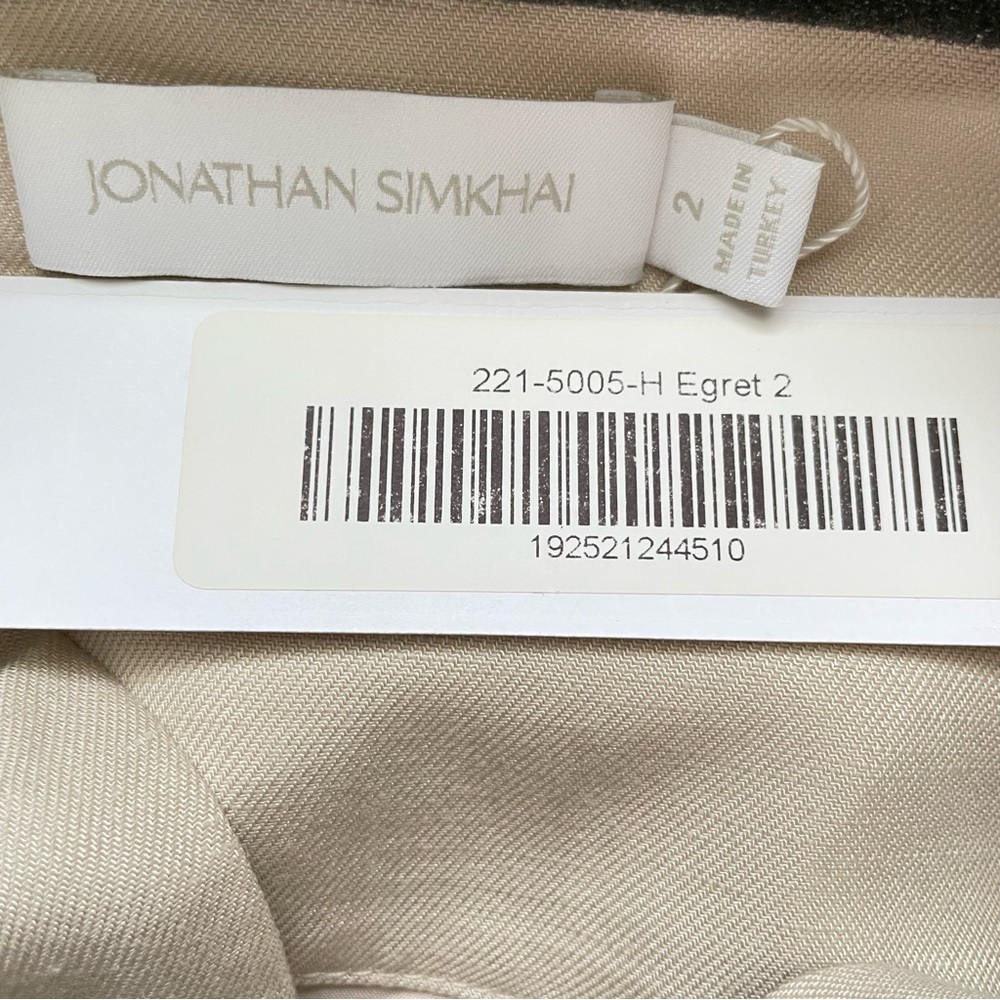 JONATHAN SIMKHAI
2
MADE IN
TURKEY
221-5005-H Egret 2
192521244510